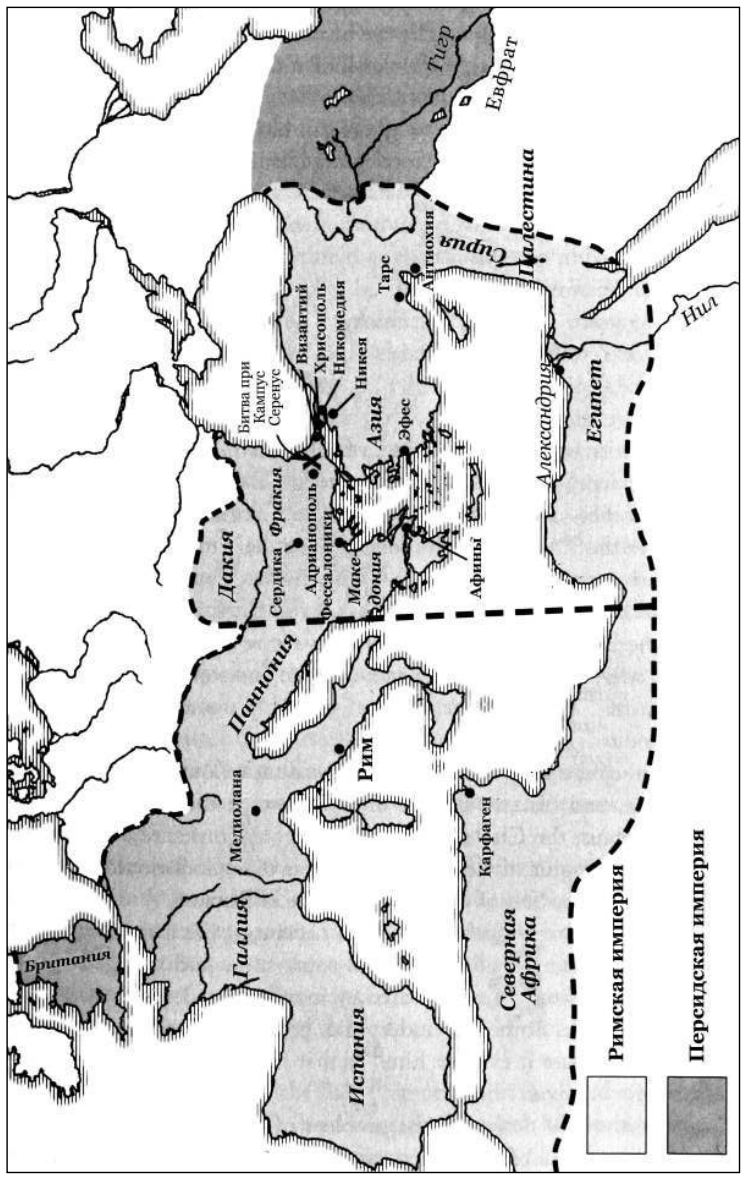 Британия
Галлия
Испания
Медиолана
Паннония
Рим
Карфаген
Северная
Африка
Дакия
Сердика
Фракия
Адрианополь
Фессалоники
Маке-
дония
Афины
Битва при
Кампус
Серенус
Византий
Хрисополь
Никомедия
Никея
Азия
Эфес
Тарс
Антиохия
Сирия
Палестина
Александрия
Египет
Нил
Тигр
Евфрат
Римская империя
Персидская империя